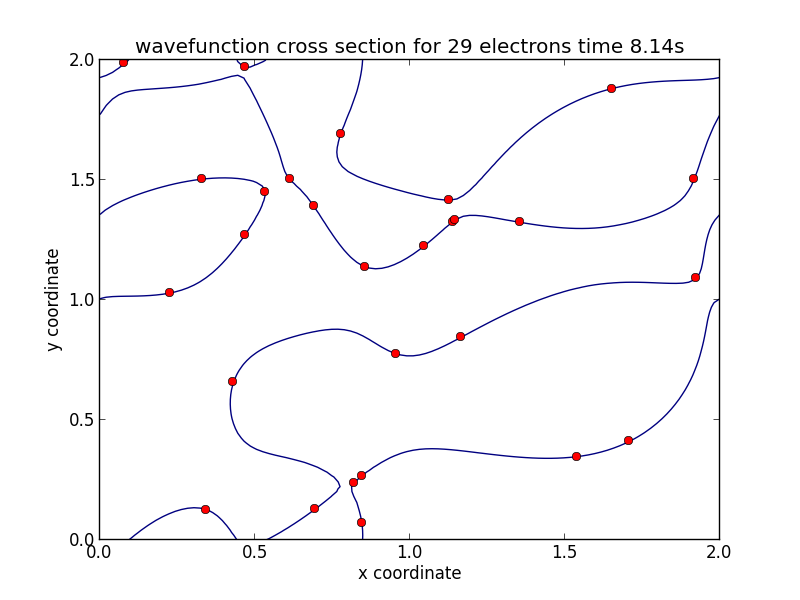 wavefunction cross section for 29 electrons time 8.14s
2.0
1.5
1.0
0.5
0.0
y coordinate
0.0 0.5 1.0 1.5 2.0
x coordinate